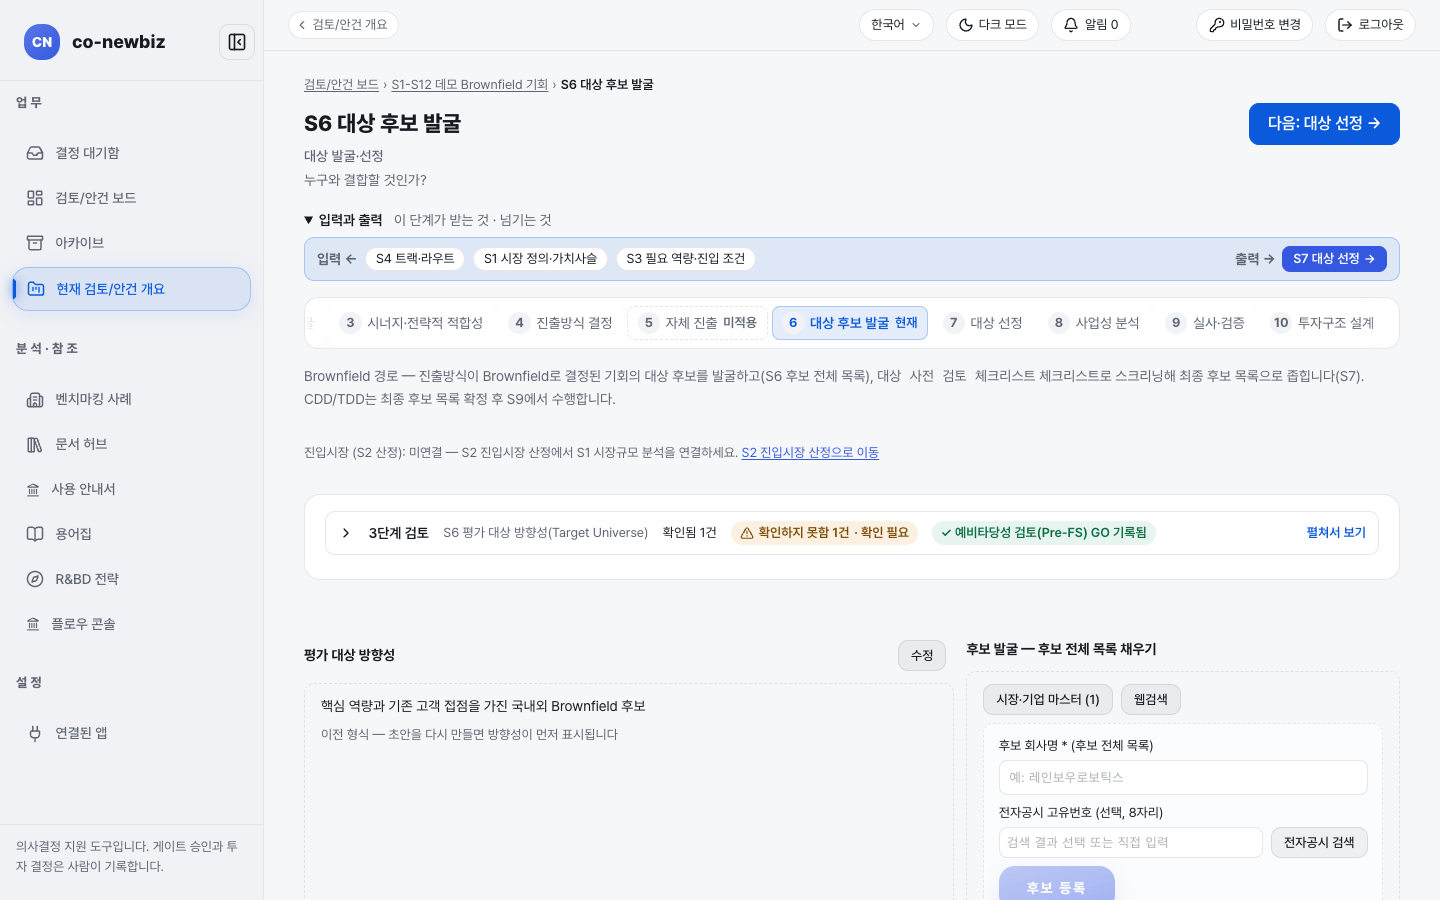 CN co-newbiz
업무
결정 대기함
검토/안건 보드
아카이브
현재 검토/안건 개요
분석·참조
벤치마킹 사례
문서 허브
사용 안내서
용어집
R&BD 전략
플로우 콘솔
설정
연결된 앱
의사결정 지원 도구입니다. 게이트 승인과 투
자 결정은 사람이 기록합니다.
검토/안건 개요
한국어
다크 모드
알림 0
비밀번호 변경
로그아웃
검토/안건 보드 › S1-S12 데모 Brownfield 기회 › S6 대상 후보 발굴
S6 대상 후보 발굴
다음: 대상 선정 →
대상 발굴·선정
누구와 결합할 것인가?
▼ 입력과 출력 이 단계가 받는 것 · 넘기는 것
입력 ← S4 트랙·라우트 S1 시장 정의·가치사슬 S3 필요 역량·진입 조건 출력 → S7 대상 선정 →
3 시너지·전략적 적합성 4 진출방식 결정 5 자체 진출 미적용 6 대상 후보 발굴 현재 7 대상 선정 8 사업성 분석 9 실사·검증 10 투자구조 설계
Brownfield 경로 — 진출방식이 Brownfield로 결정된 기회의 대상 후보를 발굴하고(S6 후보 전체 목록), 대상 사전 검토 체크리스트 체크리스트로 스크리닝해 최종 후보 목록으로 좁힙니다(S7).
CDD/TDD는 최종 후보 목록 확정 후 S9에서 수행합니다.
진입시장 (S2 산정): 미연결 — S2 진입시장 산정에서 S1 시장규모 분석을 연결하세요. S2 진입시장 산정으로 이동
3단계 검토 S6 평가 대상 방향성(Target Universe) 확인됨 1건 확인하지 못함 1건 · 확인 필요 ✓ 예비타당성 검토(Pre-FS) GO 기록됨 펼쳐서 보기
평가 대상 방향성
수정
핵심 역량과 기존 고객 접점을 가진 국내외 Brownfield 후보
이전 형식 — 초안을 다시 만들면 방향성이 먼저 표시됩니다
후보 발굴 — 후보 전체 목록 채우기
시장·기업 마스터 (1) 웹검색
후보 회사명 * (후보 전체 목록)
예: 레인보우로보틱스
전자공시 고유번호 (선택, 8자리)
검색 결과 선택 또는 직접 입력 전자공시 검색
후보 등록